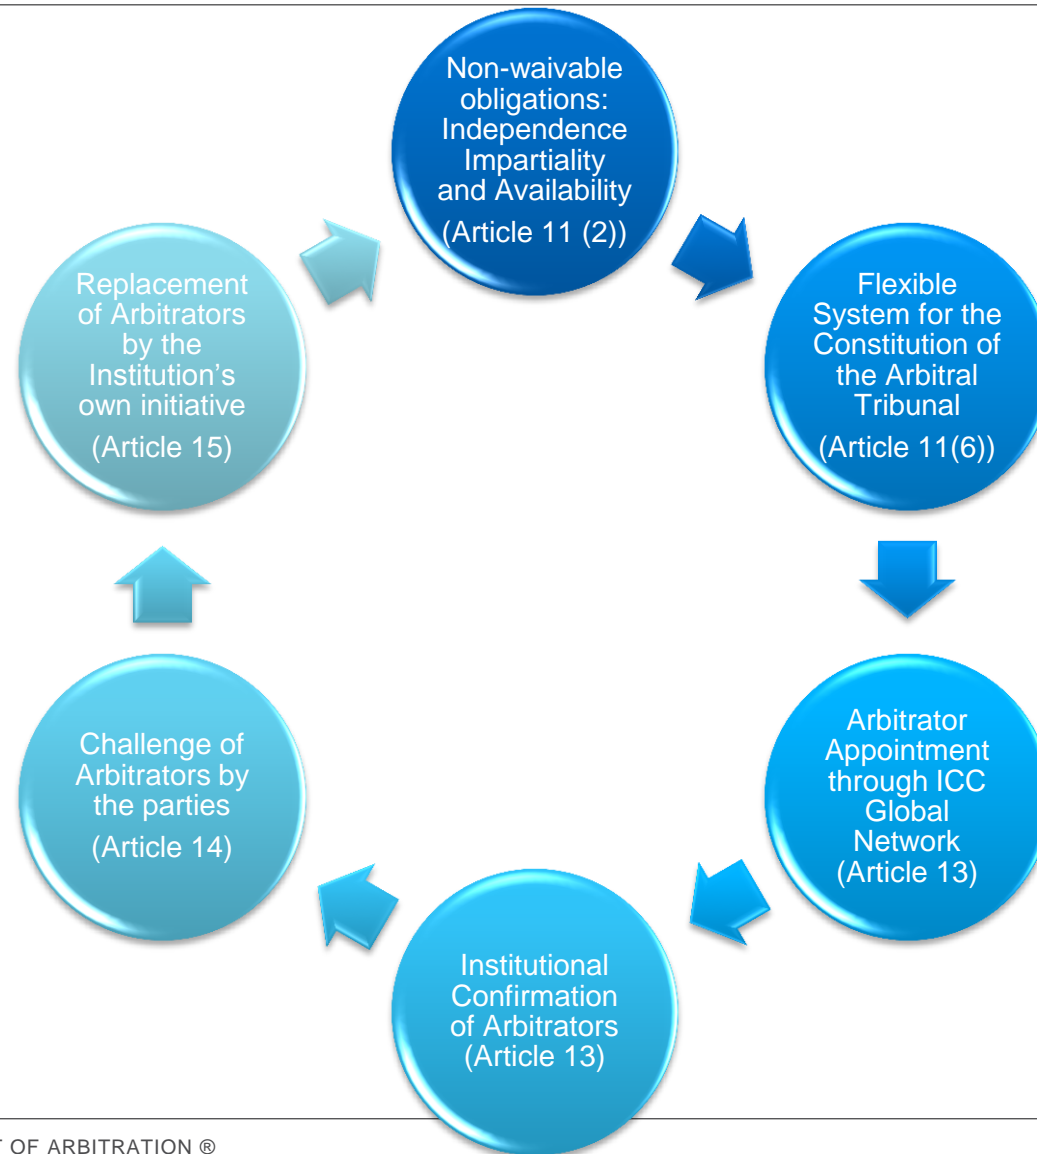 Non-waivable
obligations:
Independence
Impartiality
and Availability
(Article 11 (2))
Flexible
System for the
Constitution of
the Arbitral
Tribunal
(Article 11(6))
Arbitrator
Appointment
through ICC
Global
Network
(Article 13)
Institutional
Confirmation
of Arbitrators
(Article 13)
Challenge of
Arbitrators by
the parties
(Article 14)
Replacement
of Arbitrators
by the
Institution’s
own initiative
(Article 15)
OF ARBITRATION ®